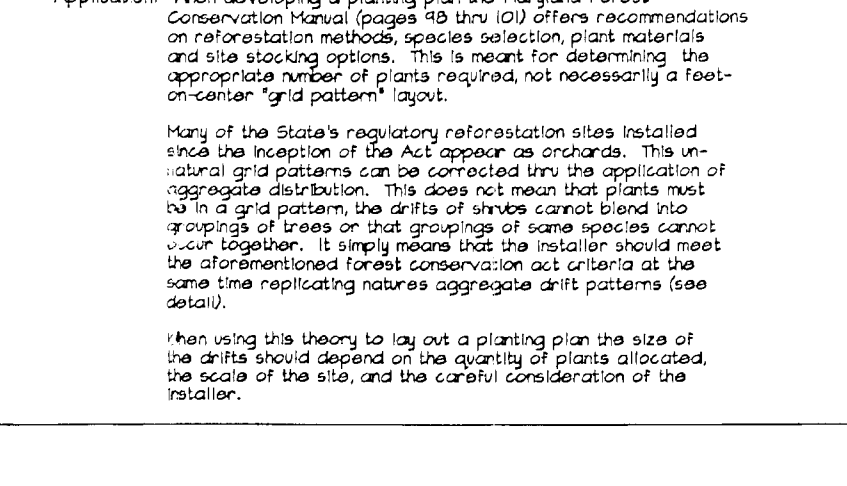 Application: When developing a planting plan the Maryland Forest
Conservation Manual (pages 98 thru 101) offers recommendations
on reforestation methods, species selection, plant materials
and site stocking options. This is meant for determining the
appropriate number of plants required, not necessarily a feet-
on-center "grid pattern" layout.
Many of the State's regulatory reforestation sites installed
since the inception of the Act appear as orchards. This un-
natural grid patterns can be corrected thru the application of
aggregate distribution. This does not mean that plants must
be in a grid pattern, the drifts of shrubs cannot blend into
groupings of trees or that groupings of same species cannot
occur together. It simply means that the installer should meet
the aforementioned forest conservation act criteria at the
same time replicating natures aggregate drift patterns (see
detail).
When using this theory to lay out a planting plan the size of
the drifts should depend on the quantity of plants allocated,
the scale of the site, and the careful consideration of the
installer.